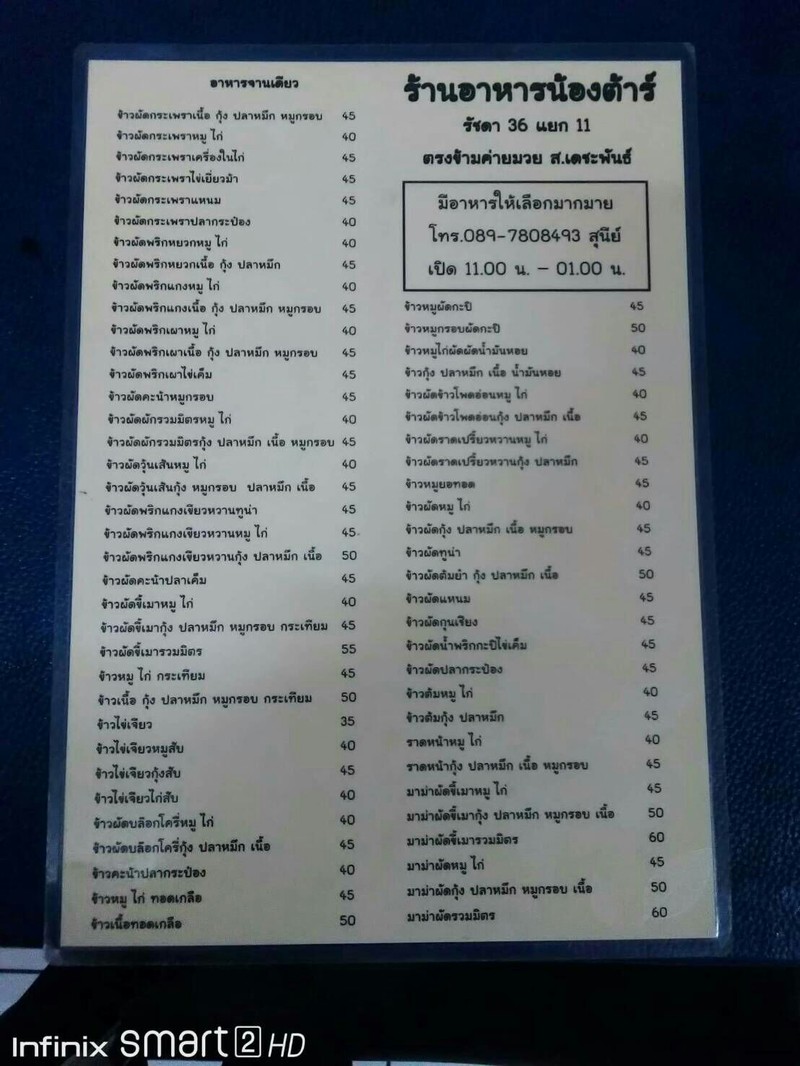 อาหารจานเดียว
ข้าวผัดกระเพราเนื้อ กุ้ง ปลาหมึก หมูกรอบ 45
ข้าวผัดกระเพราหมู ไก่ 40
ข้าวผัดกระเพราเครื่องในไก่ 45
ข้าวผัดกระเพราไข่เยี่ยวม้า 45
ข้าวผัดกระเพราแหนม 45
ข้าวผัดกระเพราปลากระป๋อง 40
ข้าวผัดพริกหยวกหมู ไก่ 40
ข้าวผัดพริกหยวกเนื้อ กุ้ง ปลาหมึก 45
ข้าวผัดพริกแกงหมู ไก่ 40
ข้าวผัดพริกแกงเนื้อ กุ้ง ปลาหมึก หมูกรอบ 45
ข้าวผัดพริกเผาหมู ไก่ 40
ข้าวผัดพริกเผาเนื้อ กุ้ง ปลาหมึก หมูกรอบ 45
ข้าวผัดพริกเผาไข่เค็ม 45
ข้าวผัดคะน้าหมูกรอบ 45
ข้าวผัดผักรวมมิตรหมู ไก่ 40
ข้าวผัดผักรวมมิตรกุ้ง ปลาหมึก เนื้อ หมูกรอบ 45
ข้าวผัดวุ้นเส้นหมู ไก่ 40
ข้าวผัดวุ้นเส้นกุ้ง หมูกรอบ ปลาหมึก เนื้อ 45
ข้าวผัดพริกแกงเขียวหวานทูน่า 45
ข้าวผัดพริกแกงเขียวหวานหมู ไก่ 45
ข้าวผัดพริกแกงเขียวหวานกุ้ง ปลาหมึก เนื้อ 50
ข้าวผัดคะน้าปลาเค็ม 45
ข้าวผัดขี้เมาหมู ไก่ 40
ข้าวผัดขี้เมากุ้ง ปลาหมึก หมูกรอบ กระเทียม 45
ข้าวผัดขี้เมารวมมิตร 55
ข้าวหมู ไก่ กระเทียม 45
ข้าวเนื้อ กุ้ง ปลาหมึก หมูกรอบ กระเทียม 50
ข้าวไข่เจียว 35
ข้าวไข่เจียวหมูสับ 40
ข้าวไข่เจียวกุ้งสับ 45
ข้าวไข่เจียวไก่สับ 40
ข้าวผัดบล๊อกโครี่หมู ไก่ 40
ข้าวผัดบล๊อกโครี่กุ้ง ปลาหมึก เนื้อ 45
ข้าวคะน้าปลากระป๋อง 40
ข้าวหมู ไก่ ทอดเกลือ 45
ข้าวเนื้อทอดเกลือ 50
ร้านอาหารน้องต้าร์
รัชดา 36 แยก 11
ตรงข้ามค่ายมวย ส.เดชะพันธ์
มีอาหารให้เลือกมากมาย
โทร.089-7808493 สุนีย์
เปิด 11.00 น. – 01.00 น.
ข้าวหมูผัดกะปิ 45
ข้าวหมูกรอบผัดกะปิ 50
ข้าวหมูไก่ผัดผัดน้ำมันหอย 40
ข้าวกุ้ง ปลาหมึก เนื้อ น้ำมันหอย 45
ข้าวผัดข้าวโพดอ่อนหมู ไก่ 40
ข้าวผัดข้าวโพดอ่อนกุ้ง ปลาหมึก เนื้อ 45
ข้าวผัดราดเปรี้ยวหวานหมู ไก่ 40
ข้าวผัดราดเปรี้ยวหวานกุ้ง ปลาหมึก 45
ข้าวหมูยอทอด 45
ข้าวผัดหมู ไก่ 40
ข้าวผัดกุ้ง ปลาหมึก เนื้อ หมูกรอบ 45
ข้าวผัดทูน่า 45
ข้าวผัดต้มยำ กุ้ง ปลาหมึก เนื้อ 50
ข้าวผัดแหนม 45
ข้าวผัดกุนเชียง 45
ข้าวผัดน้ำพริกกะปิไข่เค็ม 45
ข้าวผัดปลากระป๋อง 45
ข้าวต้มหมู ไก่ 40
ข้าวต้มกุ้ง ปลาหมึก 45
ราดหน้าหมู ไก่ 40
ราดหน้ากุ้ง ปลาหมึก เนื้อ หมูกรอบ 45
มาม่าผัดขี้เมาหมู ไก่ 45
มาม่าผัดขี้เมากุ้ง ปลาหมึก หมูกรอบ เนื้อ 50
มาม่าผัดขี้เมารวมมิตร 60
มาม่าผัดหมู ไก่ 45
มาม่าผัดกุ้ง ปลาหมึก หมูกรอบ เนื้อ 50
มาม่าผัดรวมมิตร 60
Infinix smart 2 HD